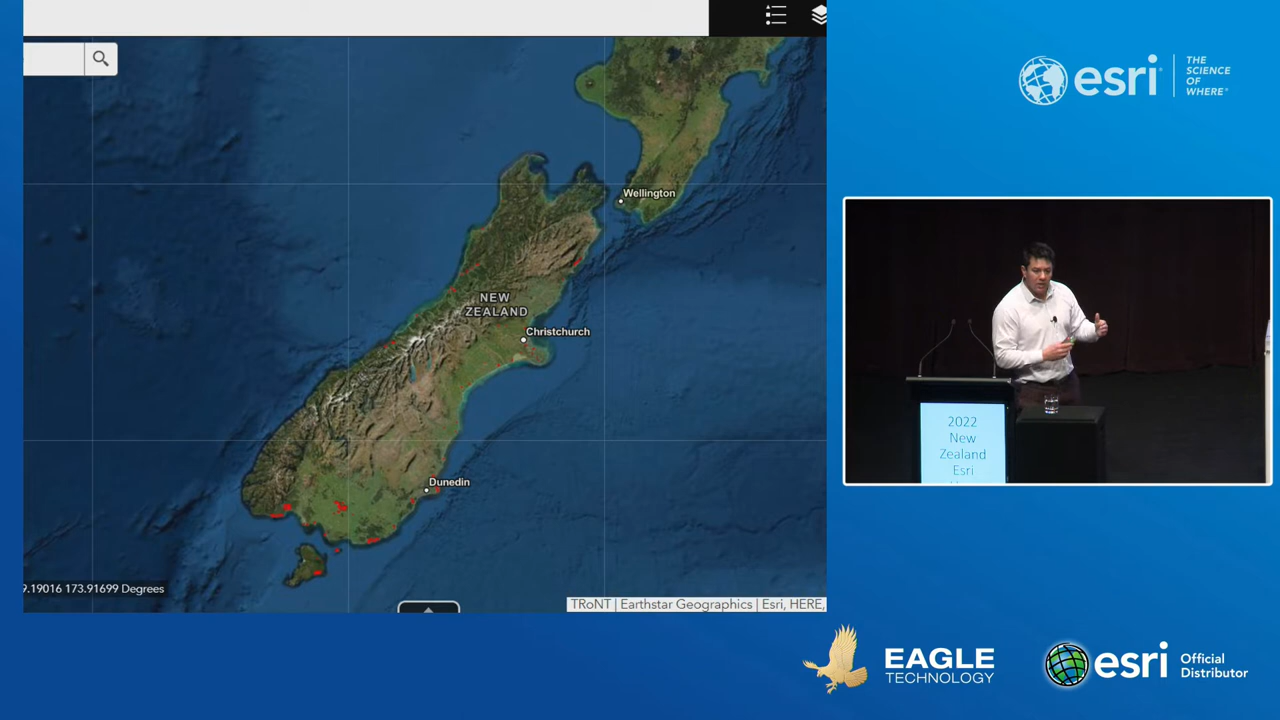 esri
THE
SCIENCE
OF
WHERE®
Wellington
NEW
ZEALAND
Christchurch
Dunedin
9.19016 173.91699 Degrees
TRoNT | Earthstar Geographics | Esri, HERE,
2022
New
Zealand
Esri
EAGLE
TECHNOLOGY
esri
Official
Distributor